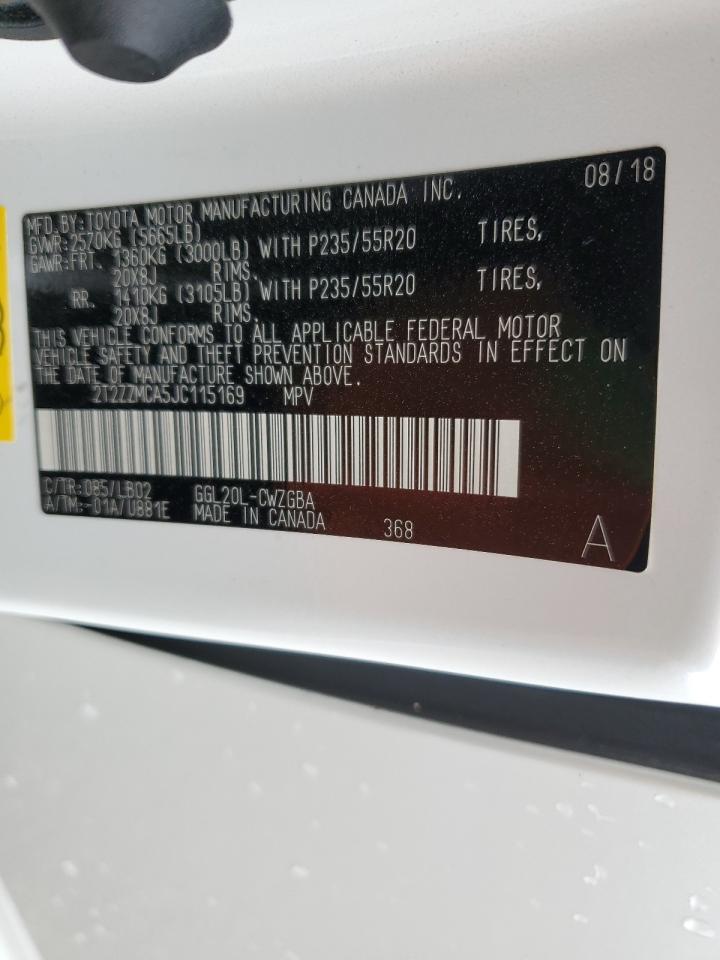 08/18
MFD. BY: TOYOTA MOTOR MANUFACTURING CANADA INC.
GVWR: 2570KG (5665LB)
GAWR: FRT. 1360KG (3000LB) WITH P235/55R20 TIRES,
20X8J RIMS.
RR. 1410KG (3105LB) WITH P235/55R20 TIRES,
20X8J RIMS.
THIS VEHICLE CONFORMS TO ALL APPLICABLE FEDERAL MOTOR
VEHICLE SAFETY AND THEFT PREVENTION STANDARDS IN EFFECT ON
THE DATE OF MANUFACTURE SHOWN ABOVE.
2T2ZZMCA5JC115169 MPV
C/TR: 085/LB02 GGL20L-CWZGBA
A/TM: -01A/U881E MADE IN CANADA 368 A